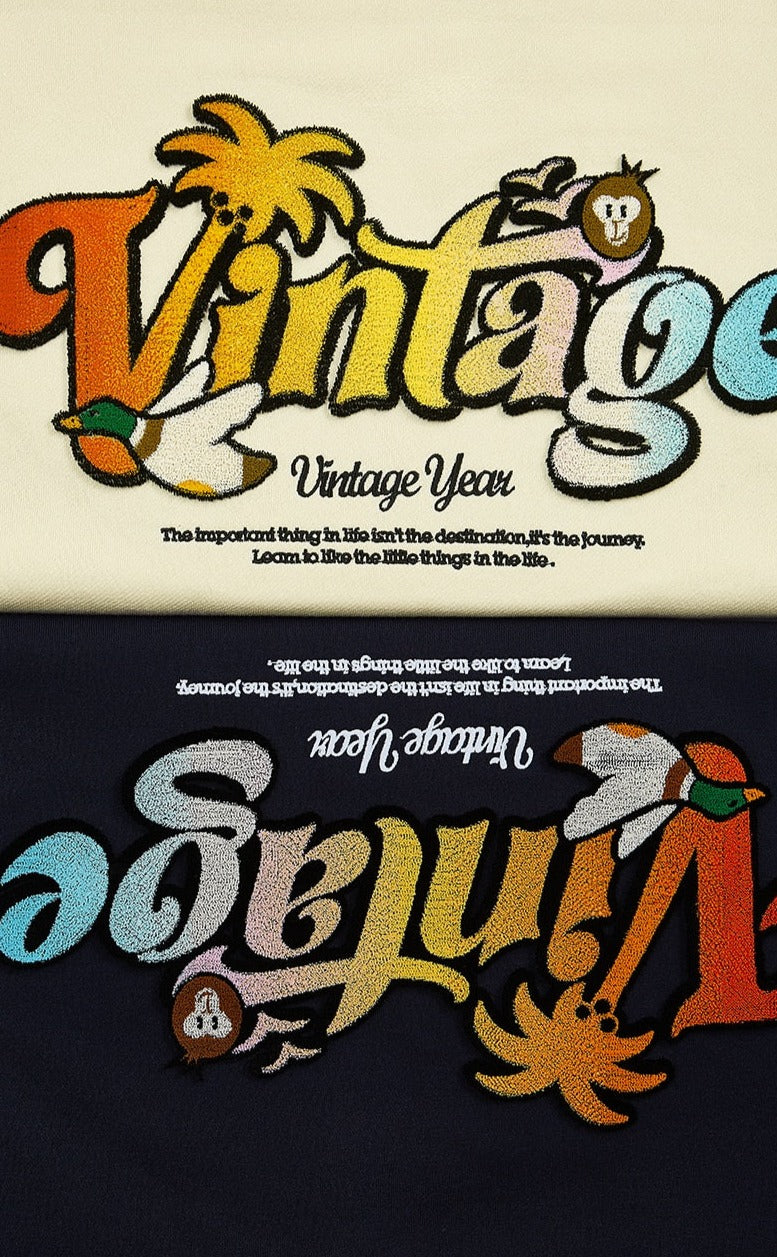 Vintage
Vintage Year
The important thing in life isn't the destination,it's the journey.
Learn to like the little things in the life.
Learn to like the little things in the life.
The important thing in life isn't the destination,it's the journey.
Vintage Year
Vintage